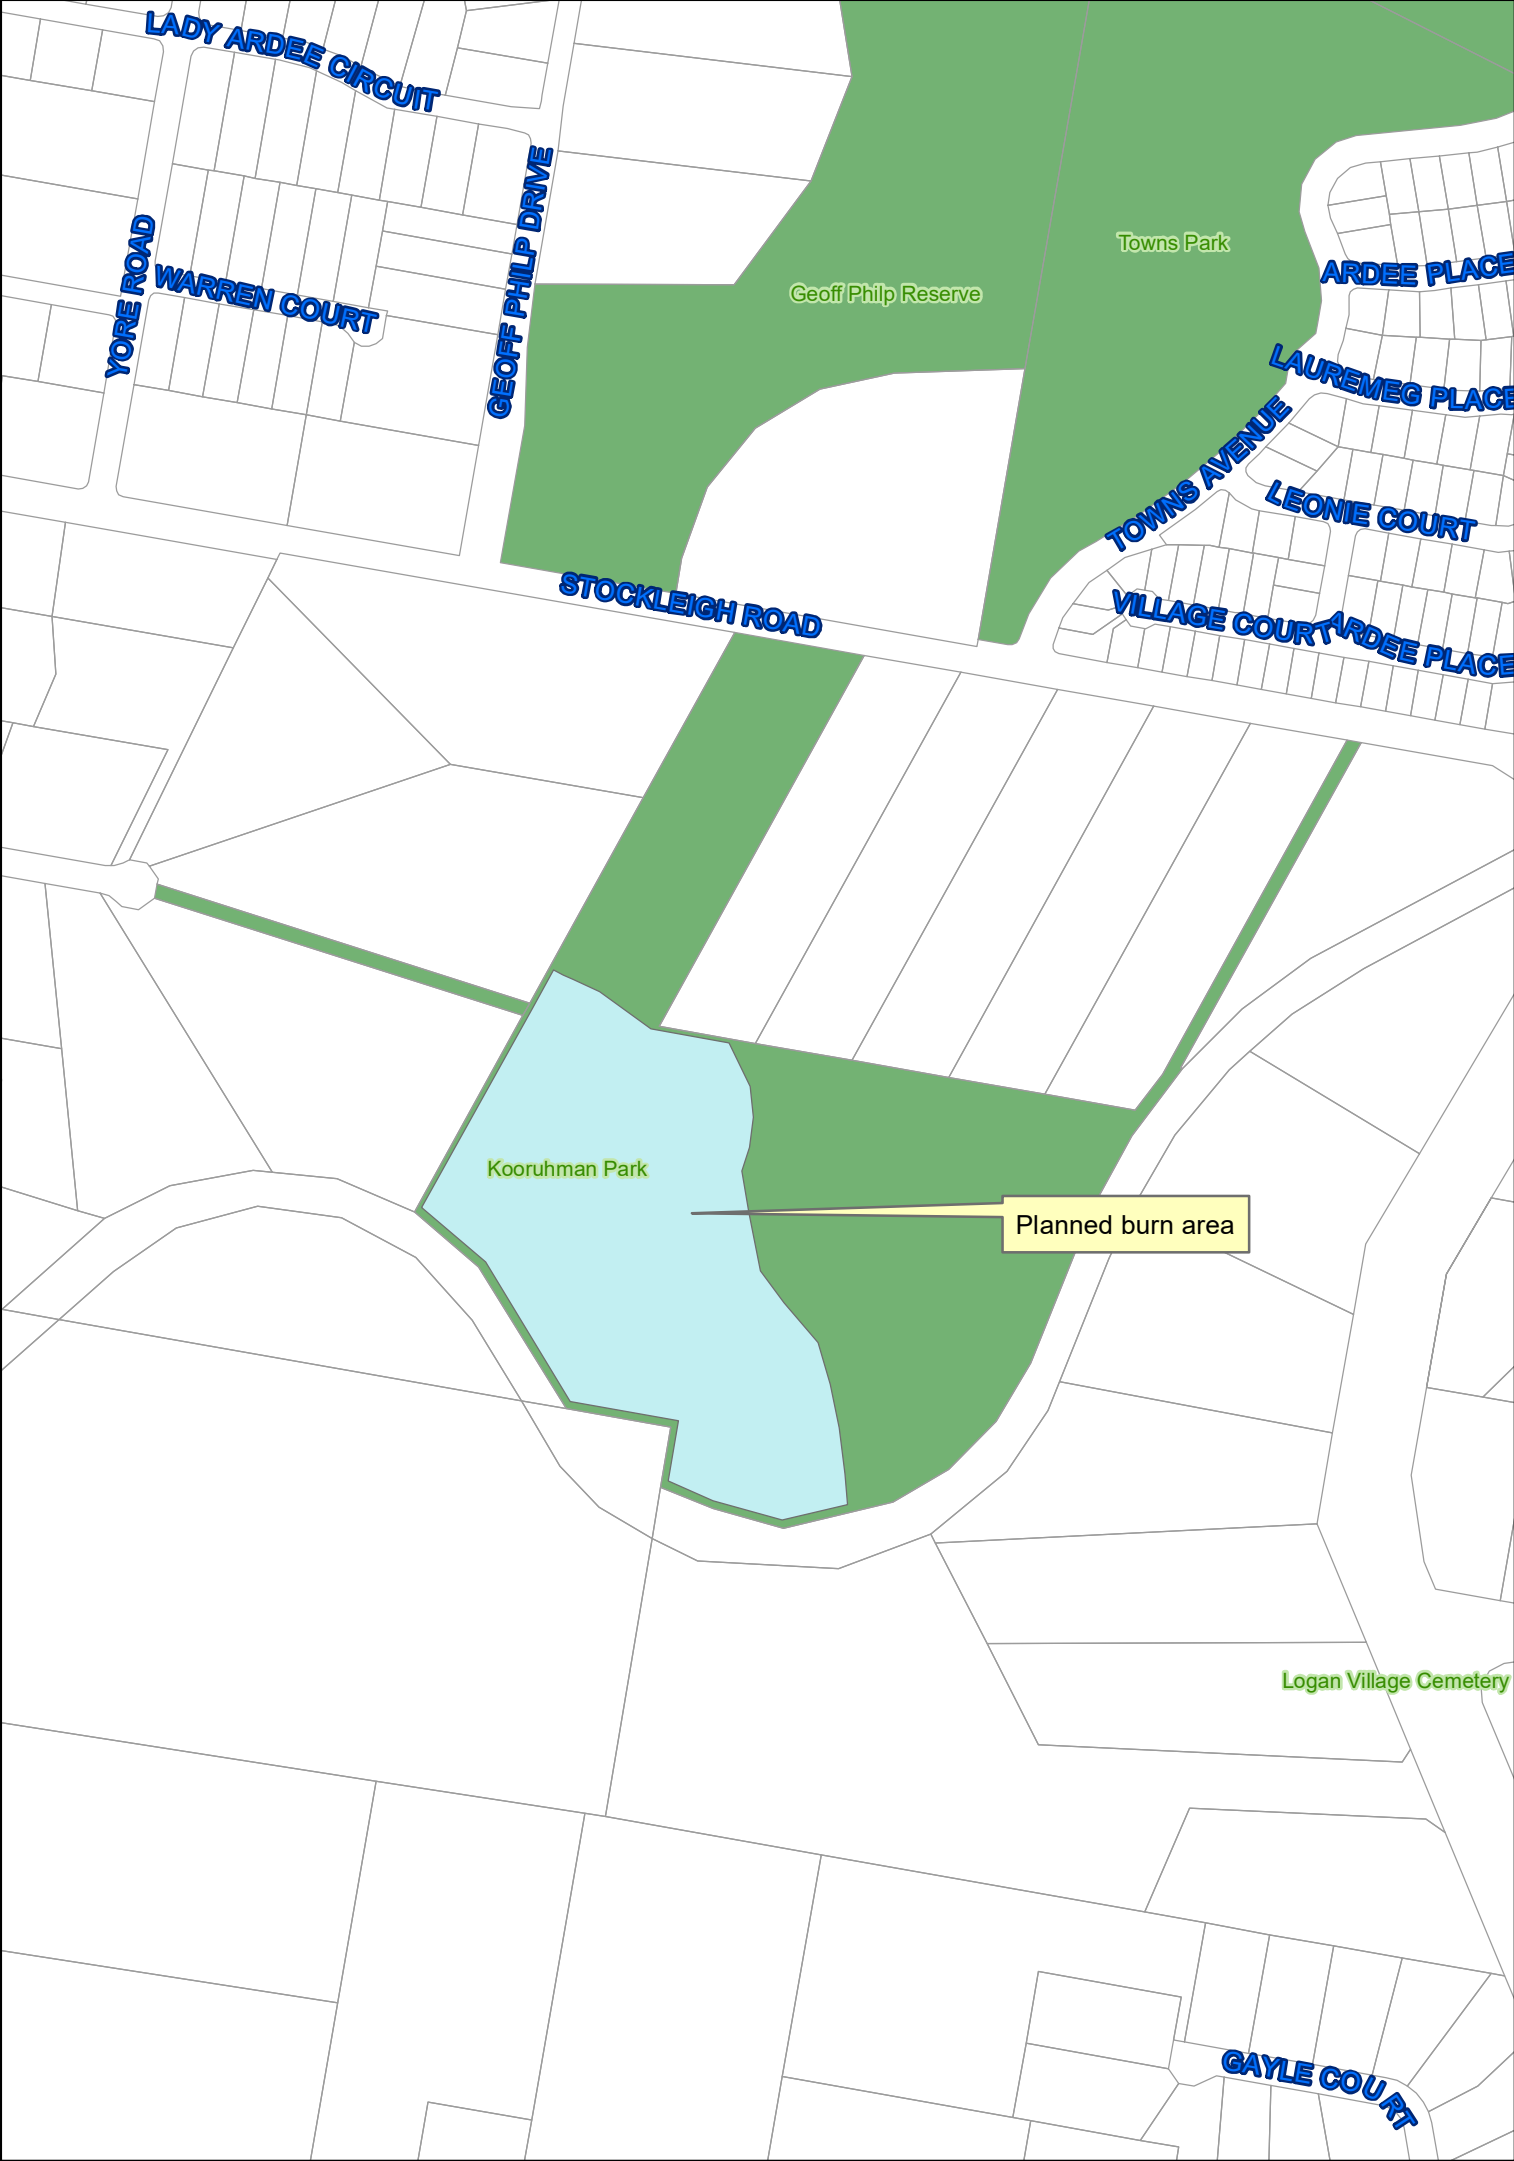 LADY ARDEE CIRCUIT
GEOFF PHILP DRIVE
YORE ROAD
WARREN COURT
Towns Park
Geoff Philp Reserve
ARDEE PLACE
LAUREMEG PLACE
TOWNS AVENUE
LEONIE COURT
STOCKLEIGH ROAD
VILLAGE COURT
ARDEE PLACE
Kooruhman Park
Planned burn area
Logan Village Cemetery
GAYLE COURT